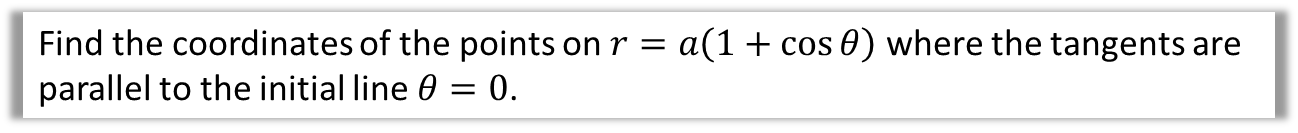 Find the coordinates of the points on 𝑟 = 𝑎(1 + cos 𝜃) where the tangents are
parallel to the initial line 𝜃 = 0.